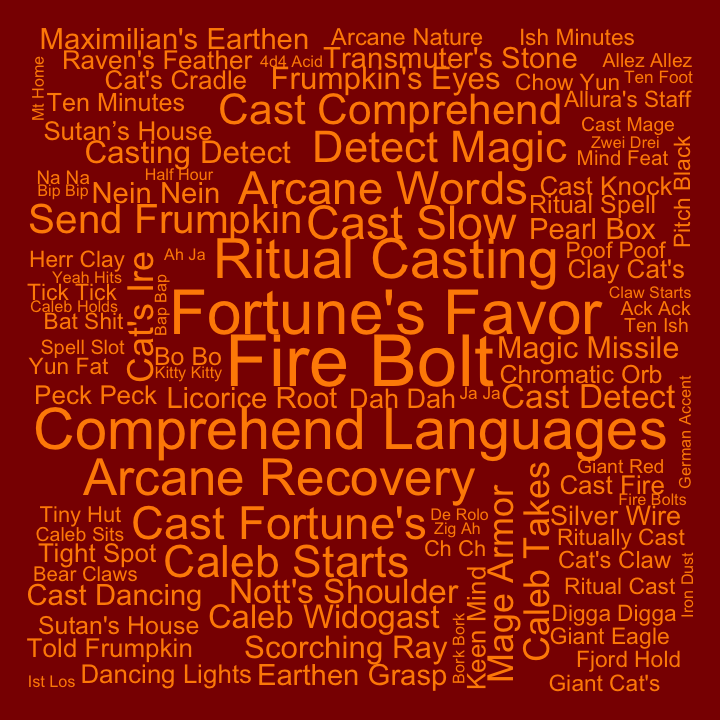 Maximilian's Earthen
Arcane Nature
Ish Minutes
Raven's Feather
4d4 Acid
Transmuter's Stone
Allez Allez
Mt Home
Cat's Cradle
Frumpkin's Eyes
Chow Yun
Ten Foot
Ten Minutes
Cast Comprehend
Allura's Staff
Sutan’s House
Cast Mage
Casting Detect
Detect Magic
Zwei Drei
Mind Feat
Pitch Black
Na Na
Half Hour
Bip Bip
Nein Nein
Arcane Words
Cast Knock
Ritual Spell
Send Frumpkin
Cast Slow
Pearl Box
Herr Clay
Ah Ja
Ritual Casting
Poof Poof
Clay Cat's
Yeah Hits
Cat's Ire
Bap Bap
Tick Tick
Claw Starts
Caleb Holds
Fortune's Favor
Ack Ack
Bat Shit
Ten Ish
Spell Slot
Bo Bo
Fire Bolt
Magic Missile
Yun Fat
Kitty Kitty
Chromatic Orb
Peck Peck
Licorice Root
Dah Dah
Ja Ja
Cast Detect
German Accent
Comprehend Languages
Arcane Recovery
Giant Red
Cast Fire
Fire Bolts
Tiny Hut
Cast Fortune's
De Rolo
Zig Ah
Mage Armor
Caleb Takes
Silver Wire
Caleb Sits
Ritually Cast
Tight Spot
Caleb Starts
Ch Ch
Cat's Claw
Bear Claws
Iron Dust
Cast Dancing
Nott's Shoulder
Keen Mind
Ritual Cast
Sutan's House
Caleb Widogast
Digga Digga
Told Frumpkin
Scorching Ray
Bork Bork
Giant Eagle
Fjord Hold
Ist Los
Dancing Lights
Earthen Grasp
Giant Cat's